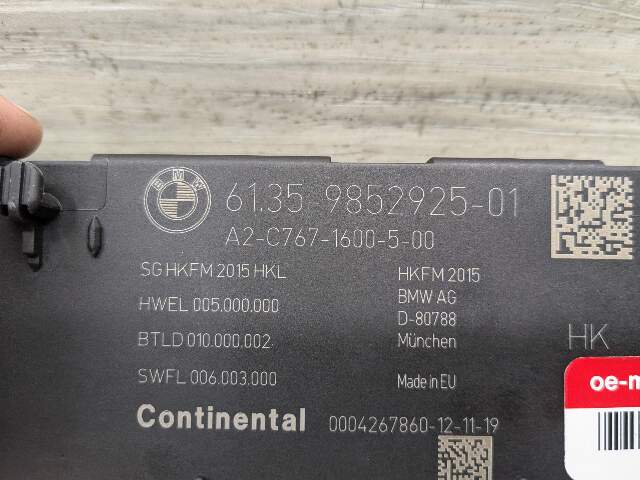 BMW
61.35 9852925-01
A2-C767-1600-5-00
SG HKFM 2015 HKL
HWEL 005.000.000
BTLD 010.000.002
SWFL 006.003.000
HKFM 2015
BMW AG
D-80788
München
Made in EU
HK
Continental 0004267860-12-11-19
oe-m